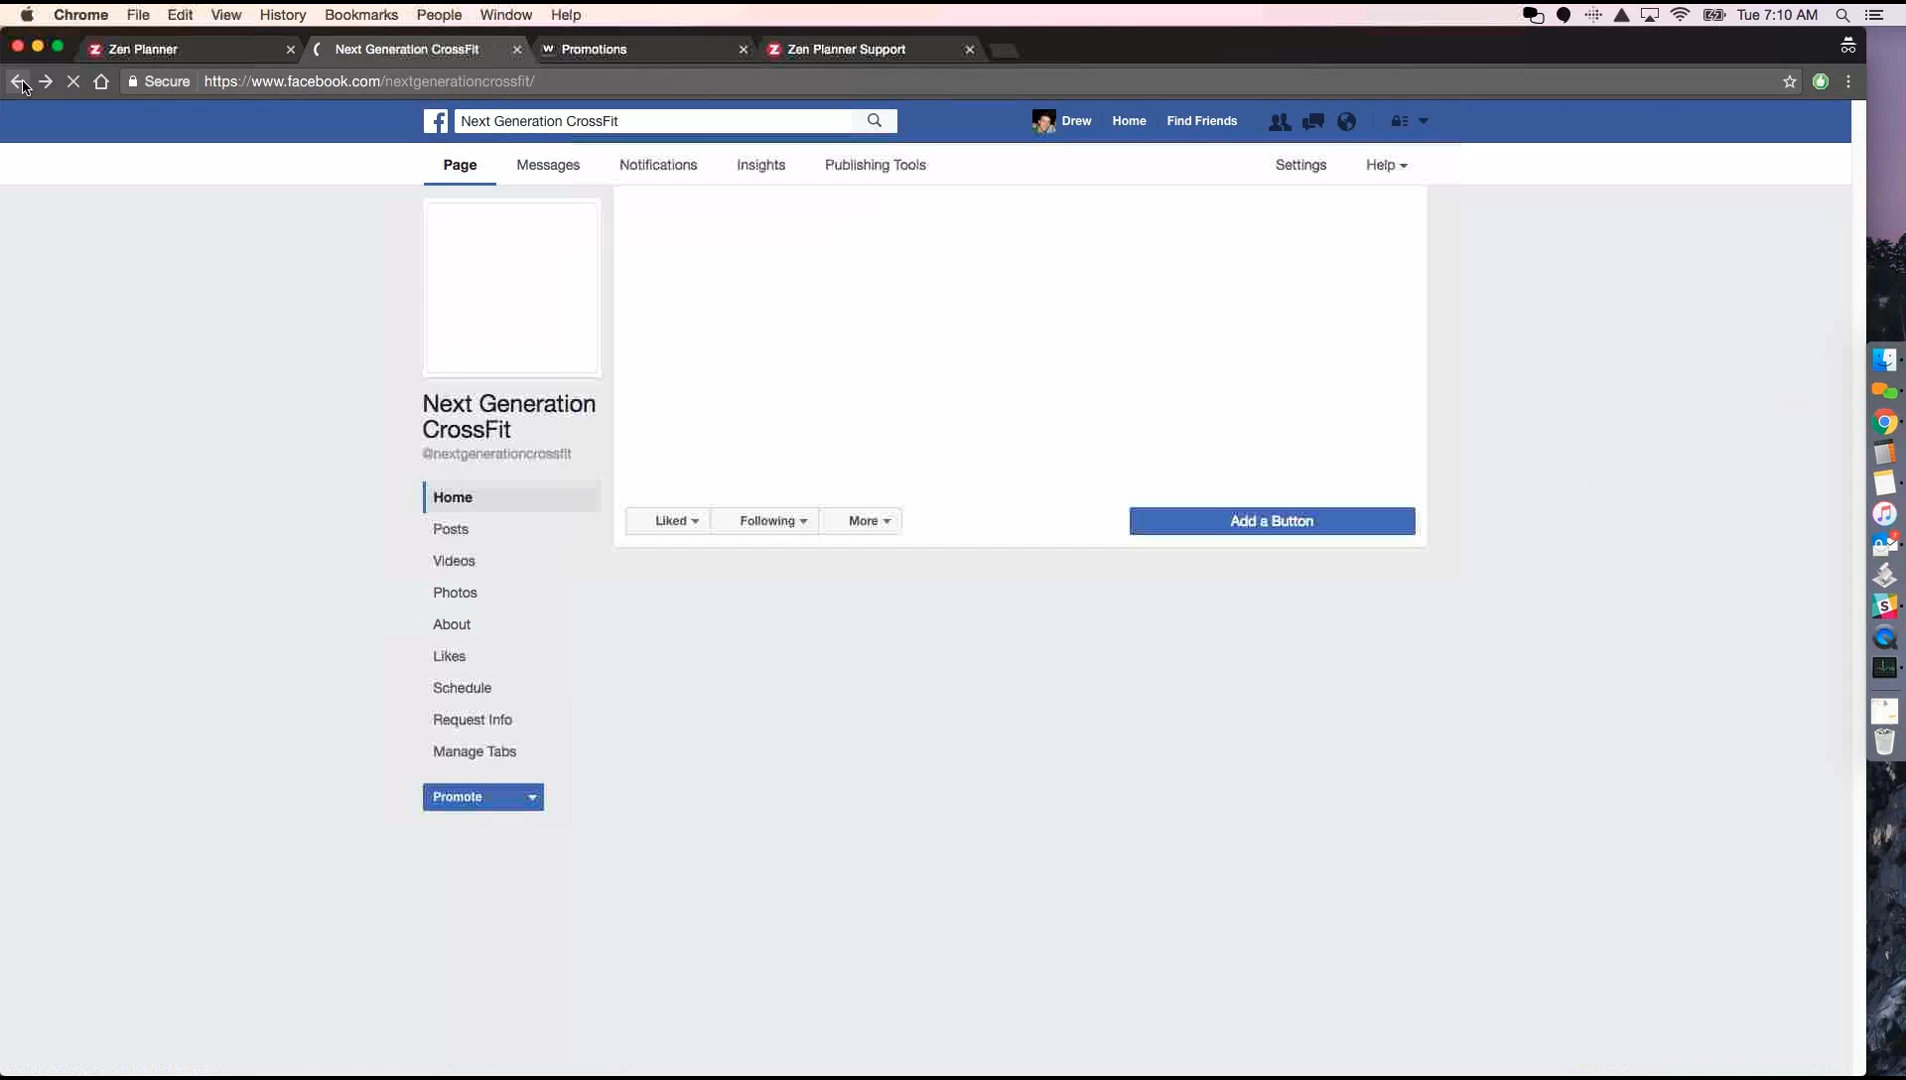 Chrome File Edit View History Bookmarks People Window Help Tue 7:10 AM
Zen Planner Next Generation CrossFit W Promotions Zen Planner Support
Secure https://www.facebook.com/nextgenerationcrossfit/
Next Generation CrossFit Drew Home Find Friends
Page Messages Notifications Insights Publishing Tools Settings Help
Next Generation
CrossFit
@nextgenerationcrossfit
Home
Liked Following More Add a Button
Posts
Videos
Photos
About
Likes
Schedule
Request Info
Manage Tabs
Promote